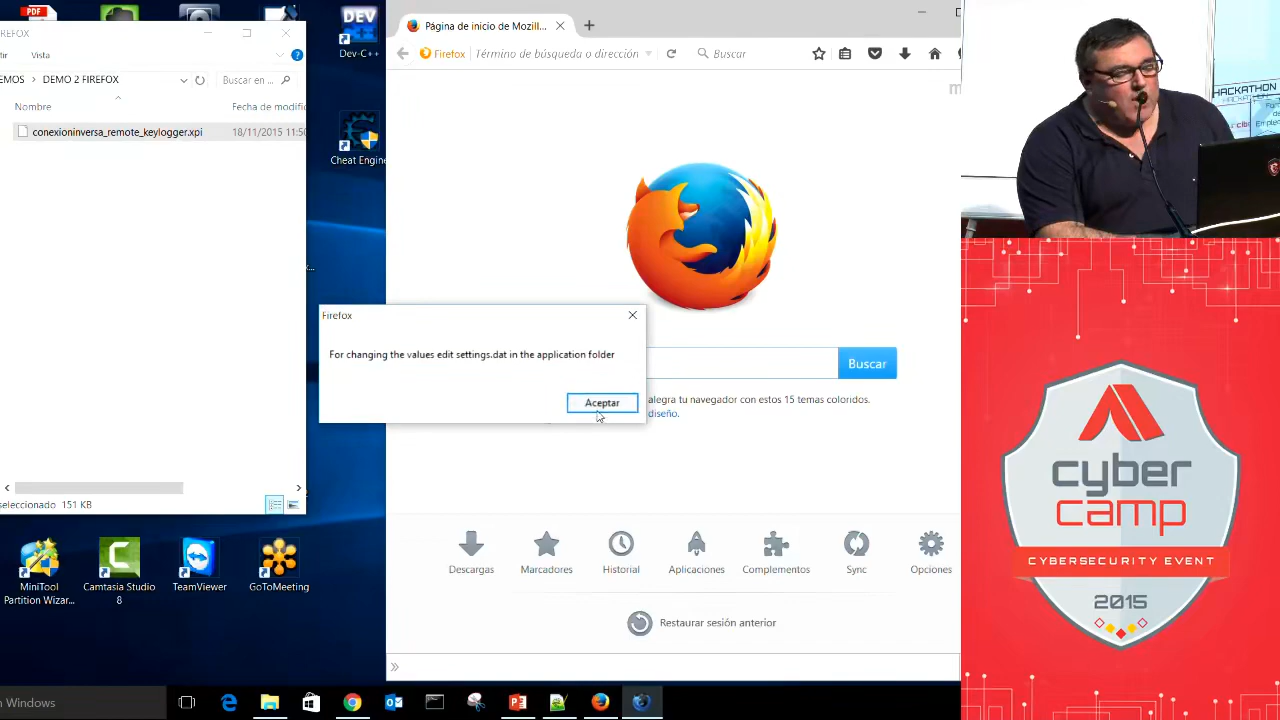 PDF
DEV
Dev-C++
Cheat Engine
FIREFOX
Vista
EMOS > DEMO 2 FIREFOX
Buscar en ...
Nombre
Fecha de modific
conexioninversa_remote_keylogger.xpi
18/11/2015 11:50
seleccionado 151 KB
MiniTool
Partition Wizar...
Camtasia Studio
8
TeamViewer
GoToMeeting
n Windows
Página de inicio de Mozill...
Firefox
Término de búsqueda o dirección
Buscar
m
Firefox
For changing the values edit settings.dat in the application folder
Aceptar
Buscar
alegra tu navegador con estos 15 temas coloridos.
diseño.
Descargas
Marcadores
Historial
Aplicaciones
Complementos
Sync
Opciones
Restaurar sesión anterior
HACKATHON
HACKATHON
cyber
camp
CYBERSECURITY EVENT
2015